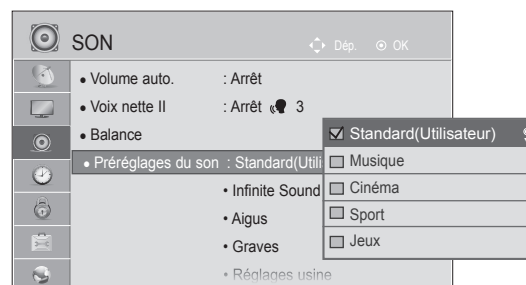 SON
Dép. OK
• Volume auto. : Arrêt
• Voix nette II : Arrêt 3
• Balance
• Préréglages du son : Standard(Utili
• Infinite Sound
• Aigus
• Graves
• Réglages usine
Standard(Utilisateur)
Musique
Cinéma
Sport
Jeux